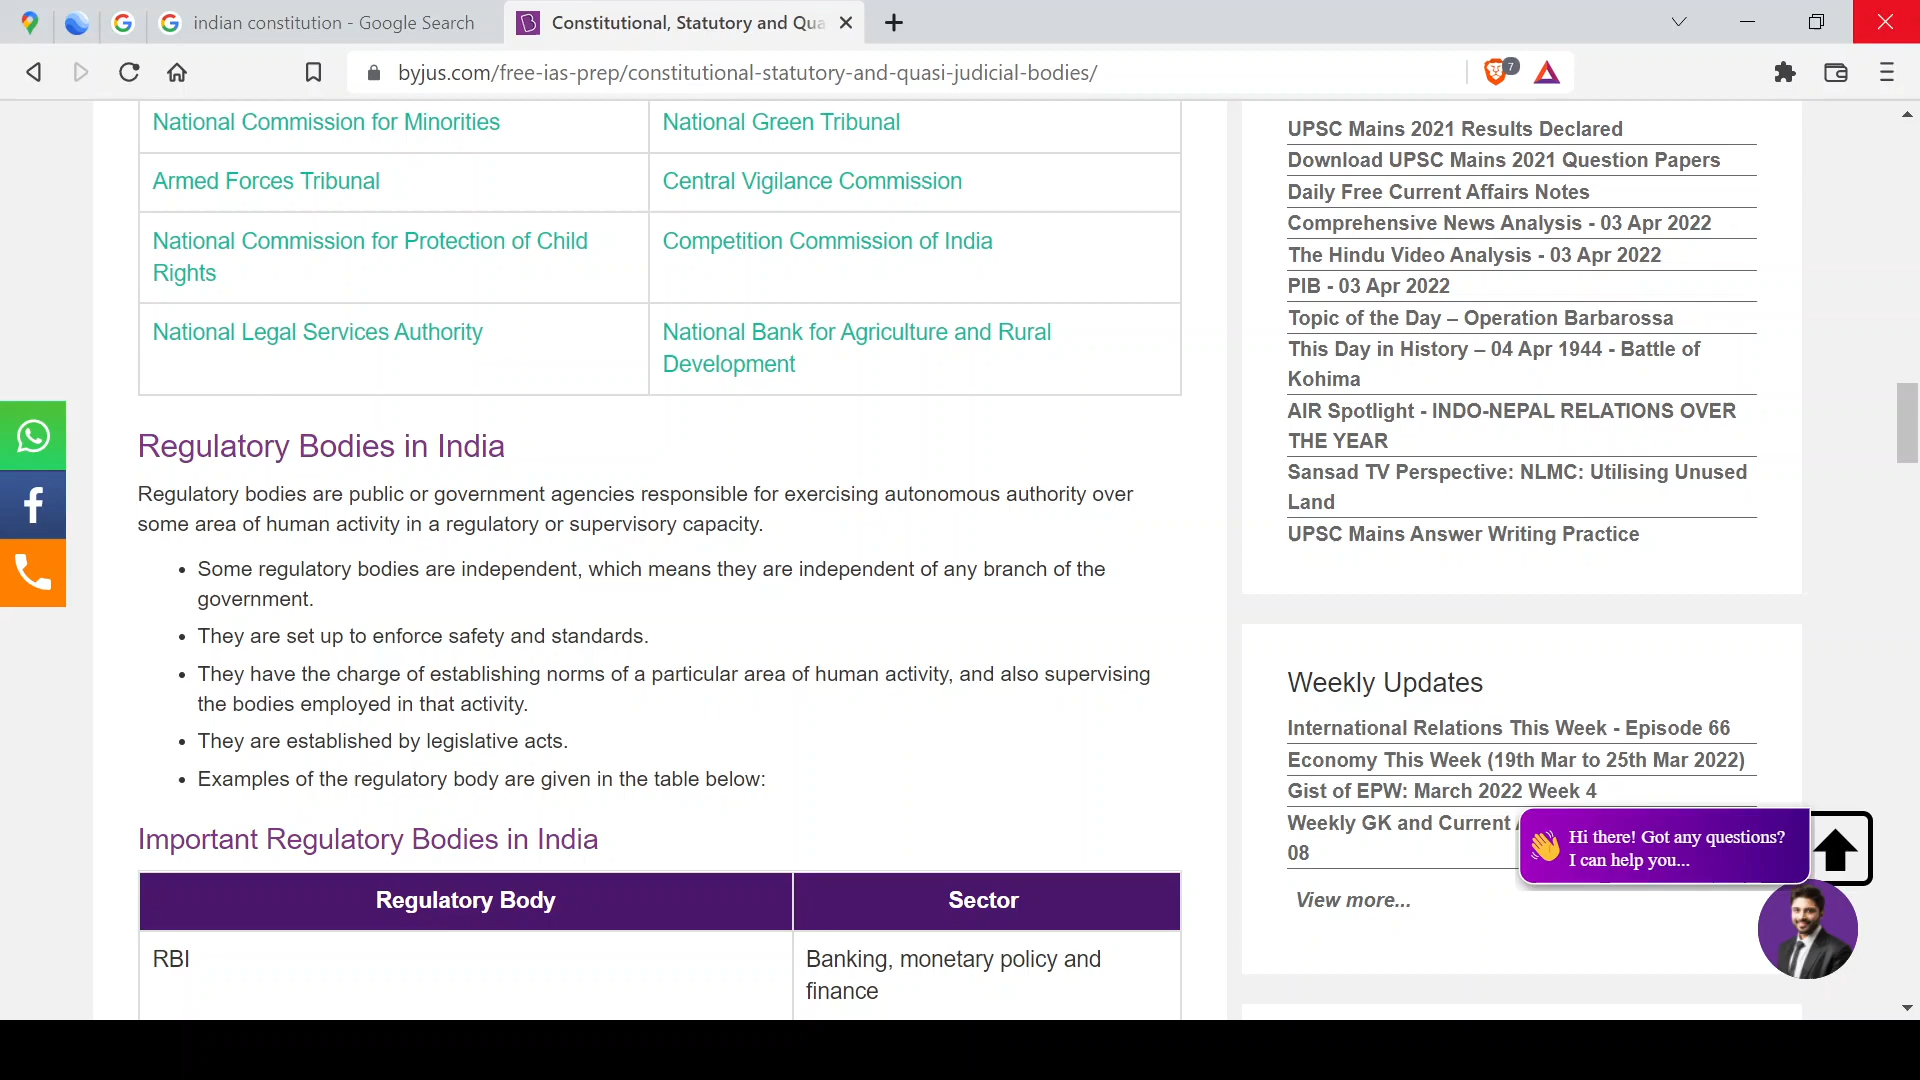 indian constitution - Google Search
Constitutional, Statutory and Qua
byjus.com/free-ias-prep/constitutional-statutory-and-quasi-judicial-bodies/
7
National Commission for Minorities
National Green Tribunal
Armed Forces Tribunal
Central Vigilance Commission
National Commission for Protection of Child
Rights
Competition Commission of India
National Legal Services Authority
National Bank for Agriculture and Rural
Development
Regulatory Bodies in India
Regulatory bodies are public or government agencies responsible for exercising autonomous authority over
some area of human activity in a regulatory or supervisory capacity.
• Some regulatory bodies are independent, which means they are independent of any branch of the
government.
• They are set up to enforce safety and standards.
• They have the charge of establishing norms of a particular area of human activity, and also supervising
the bodies employed in that activity.
• They are established by legislative acts.
• Examples of the regulatory body are given in the table below:
Important Regulatory Bodies in India
Regulatory Body
Sector
RBI
Banking, monetary policy and
finance
UPSC Mains 2021 Results Declared
Download UPSC Mains 2021 Question Papers
Daily Free Current Affairs Notes
Comprehensive News Analysis - 03 Apr 2022
The Hindu Video Analysis - 03 Apr 2022
PIB - 03 Apr 2022
Topic of the Day – Operation Barbarossa
This Day in History – 04 Apr 1944 - Battle of
Kohima
AIR Spotlight - INDO-NEPAL RELATIONS OVER
THE YEAR
Sansad TV Perspective: NLMC: Utilising Unused
Land
UPSC Mains Answer Writing Practice
Weekly Updates
International Relations This Week - Episode 66
Economy This Week (19th Mar to 25th Mar 2022)
Gist of EPW: March 2022 Week 4
Weekly GK and Current
08
View more...
Hi there! Got any questions?
I can help you...